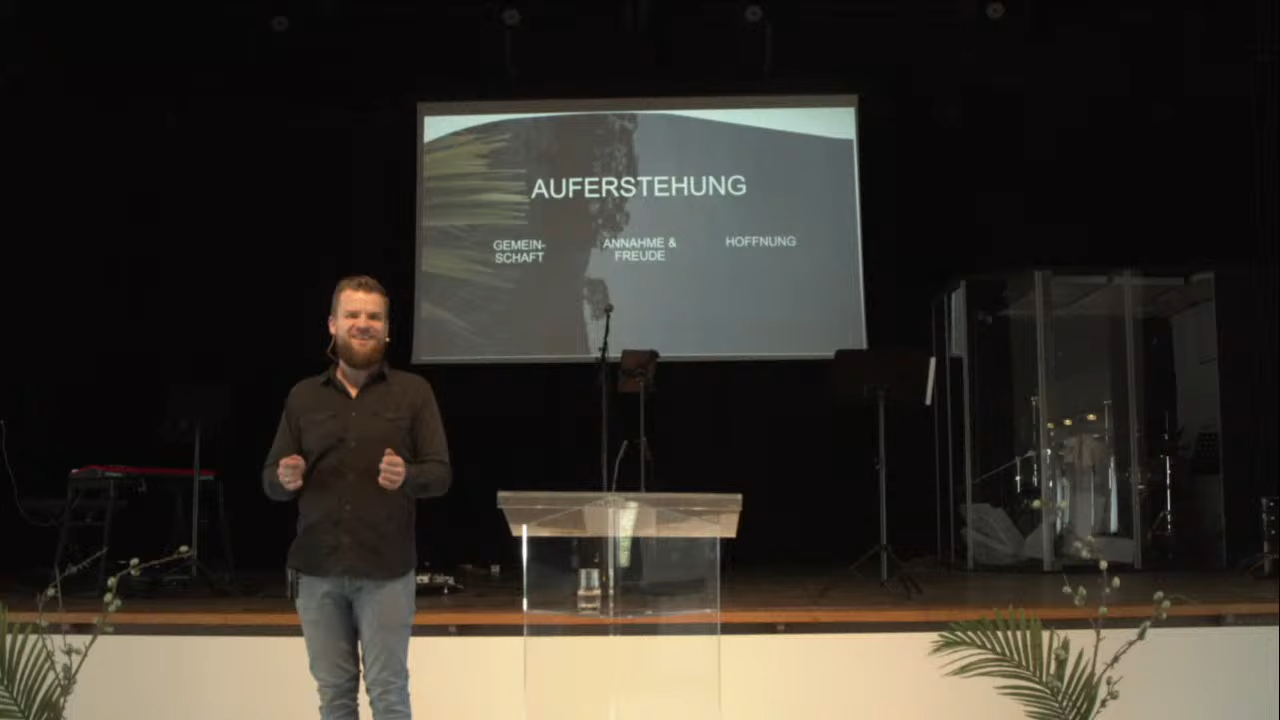 AUFERSTEHUNG
GEMEIN-
SCHAFT
ANNAHME &
FREUDE
HOFFNUNG